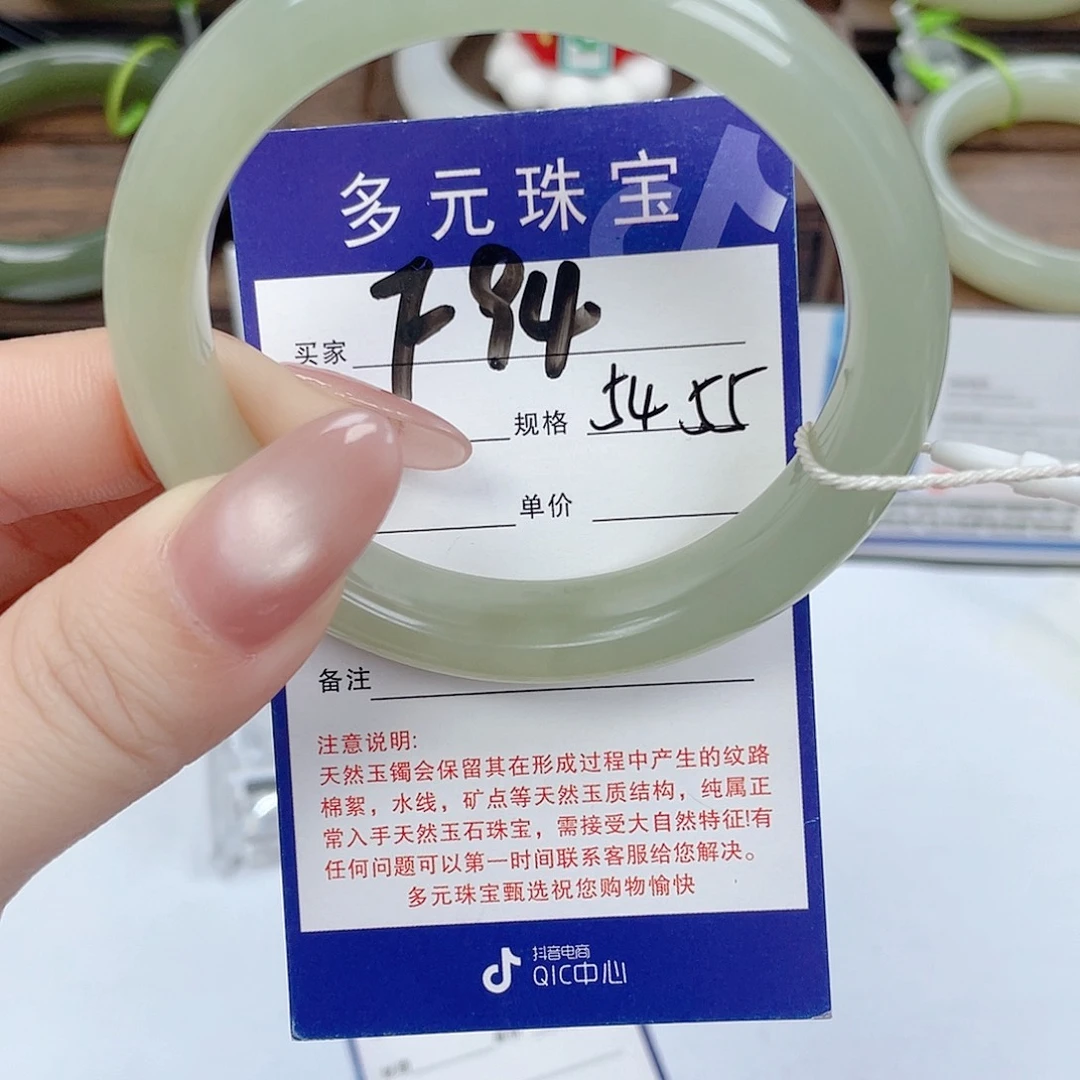 多元珠宝
买家 F94
规格 54 55
单价
备注
注意说明:
天然玉镯会保留其在形成过程中产生的纹路
棉絮，水线，矿点等天然玉质结构，纯属正
常入手天然玉石珠宝，需接受大自然特征!有
任何问题可以第一时间联系客服给您解决。
多元珠宝甄选祝您购物愉快
抖音电商
QIC中心